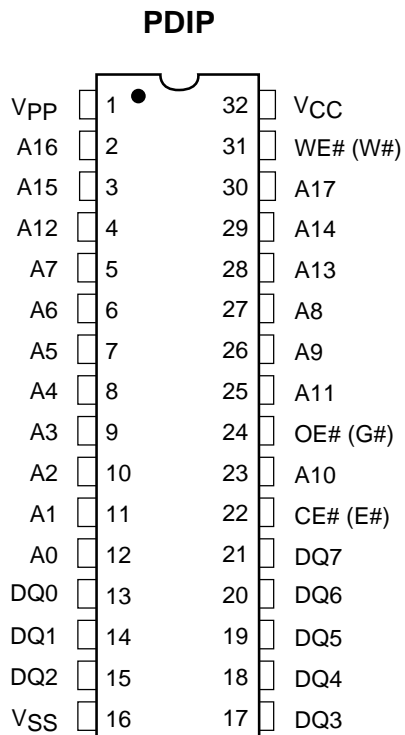 PDIP
VPP 1 32 VCC
A16 2 31 WE# (W#)
A15 3 30 A17
A12 4 29 A14
A7 5 28 A13
A6 6 27 A8
A5 7 26 A9
A4 8 25 A11
A3 9 24 OE# (G#)
A2 10 23 A10
A1 11 22 CE# (E#)
A0 12 21 DQ7
DQ0 13 20 DQ6
DQ1 14 19 DQ5
DQ2 15 18 DQ4
VSS 16 17 DQ3